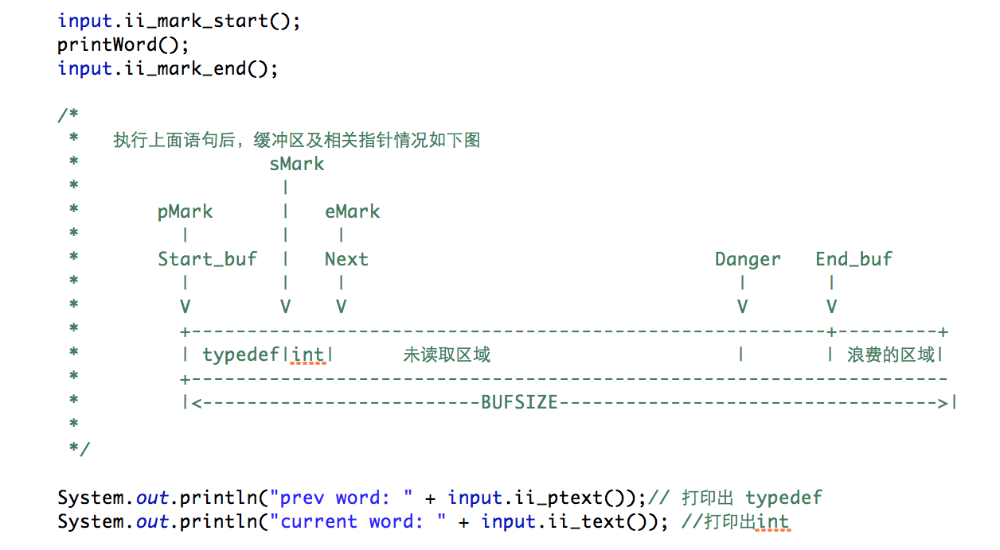 input.ii_mark_start();
printWord();
input.ii_mark_end();

/*
 *   执行上面语句后，缓冲区及相关指针情况如下图
 *                 sMark
 *                   |
 *       pMark       |   eMark
 *         |         |    |
 *       Start_buf   |   Next                               Danger   End_buf
 *         |         |    |                                   |       |
 *         V         V    V                                   V       V
 *         +---------------------------------------------------------+---------+
 *         | typedef|int|      未读取区域                      |       | 浪费的区域|
 *         +--------------------------------------------------------------------
 *         |<-------------------------BUFSIZE---------------------------------->|
 *
 */

System.out.println("prev word: " + input.ii_ptext());// 打印出 typedef
System.out.println("current word: " + input.ii_text()); //打印出int